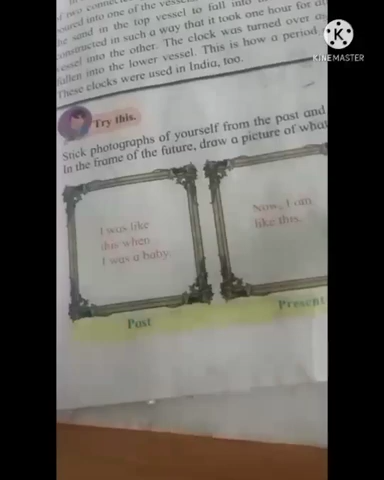 of two connec
poured into one of the vesse
he sand in the top vessel to fall into
constructed in such a way that it took one hour for all
vessel into the other. The clock was turned over as
fallen into the lower vessel. This is how a period
These clocks were used in India, too.
Try this.
Stick photographs of yourself from the past and
In the frame of the future, draw a picture of what
I was like
this when
I was a baby.
Now, I am
like this.
Past
Present
K
KINEMASTER